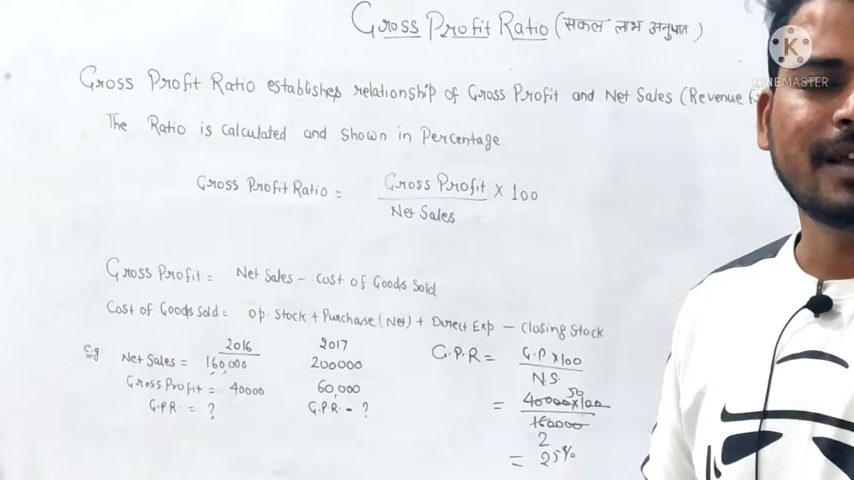 Gross Profit Ratio (सकल लाभ अनुपात)
K
KINEMASTER
Gross Profit Ratio establishes relationship of Gross Profit and Net Sales (Revenue
The Ratio is calculated and shown in Percentage
Gross Profit Ratio = Gross Profit × 100
Net Sales
Gross Profit = Net Sales - Cost of Goods Sold
Cost of Goods Sold = op. Stock + Purchase (Net) + Direct Exp - Closing Stock
e.g 2016 2017
Net Sales = 160,000 200000
Gross Profit = 40000 60,000
G.P.R = ? G.P.R. = ?
G.P.R = G.P × 100
NS
50
= 40000 × 100
160000
2
= 25%